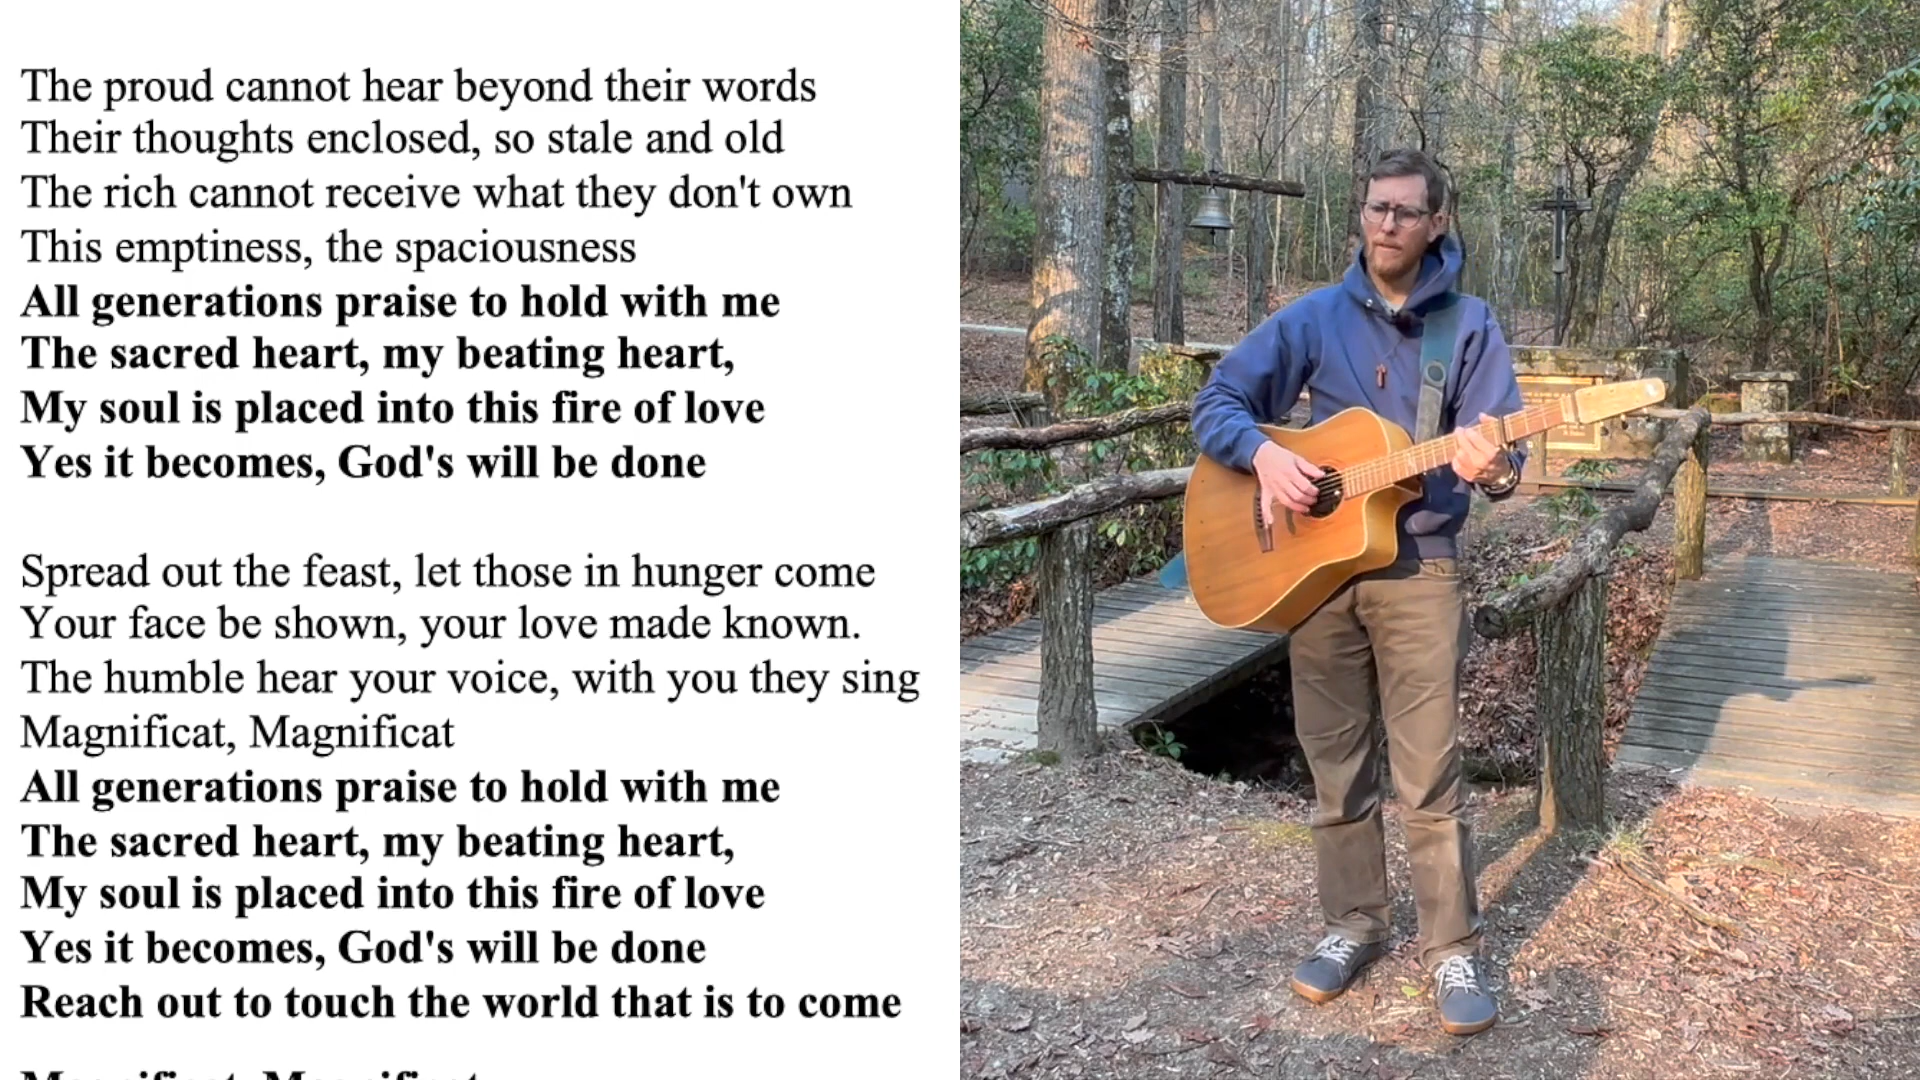 The proud cannot hear beyond their words
Their thoughts enclosed, so stale and old
The rich cannot receive what they don't own
This emptiness, the spaciousness
All generations praise to hold with me
The sacred heart, my beating heart,
My soul is placed into this fire of love
Yes it becomes, God's will be done
Spread out the feast, let those in hunger come
Your face be shown, your love made known.
The humble hear your voice, with you they sing
Magnificat, Magnificat
All generations praise to hold with me
The sacred heart, my beating heart,
My soul is placed into this fire of love
Yes it becomes, God's will be done
Reach out to touch the world that is to come
Magnificat, Magnificat